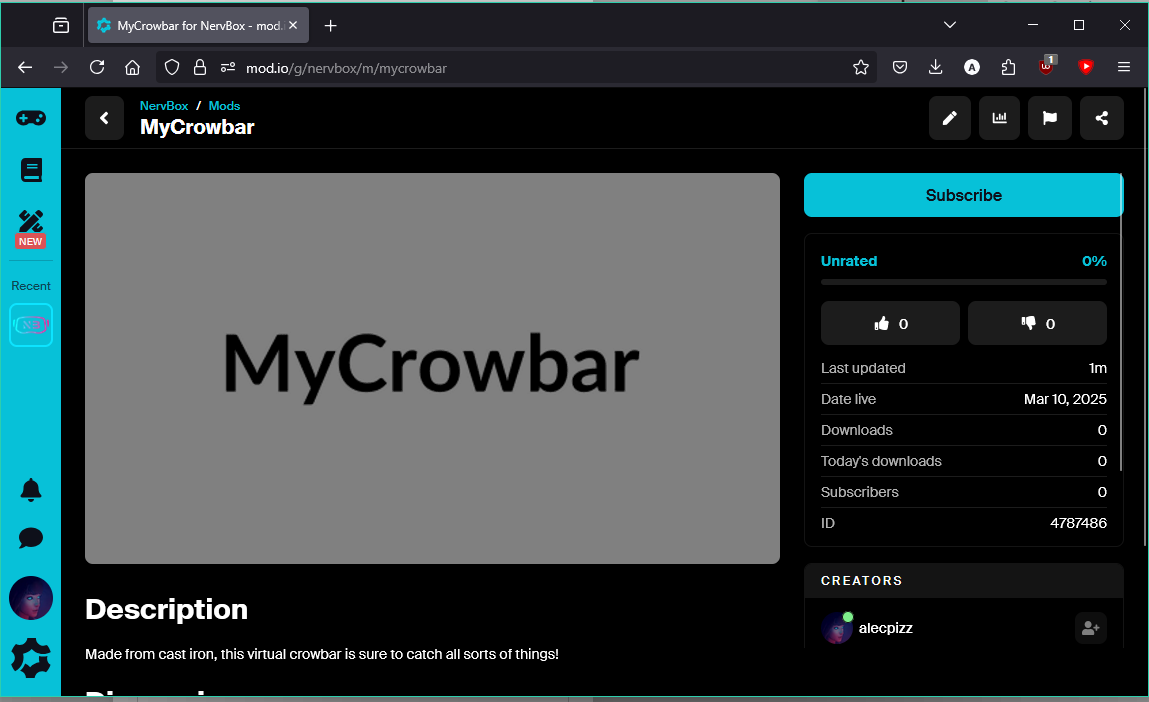 MyCrowbar for NervBox - mod.
mod.io/g/nervbox/m/mycrowbar
A
1
NervBox / Mods
MyCrowbar
NEW
Recent
MyCrowbar
Subscribe
Unrated 0%
0 0
Last updated 1m
Date live Mar 10, 2025
Downloads 0
Today's downloads 0
Subscribers 0
ID 4787486
CREATORS
alecpizz
Description
Made from cast iron, this virtual crowbar is sure to catch all sorts of things!